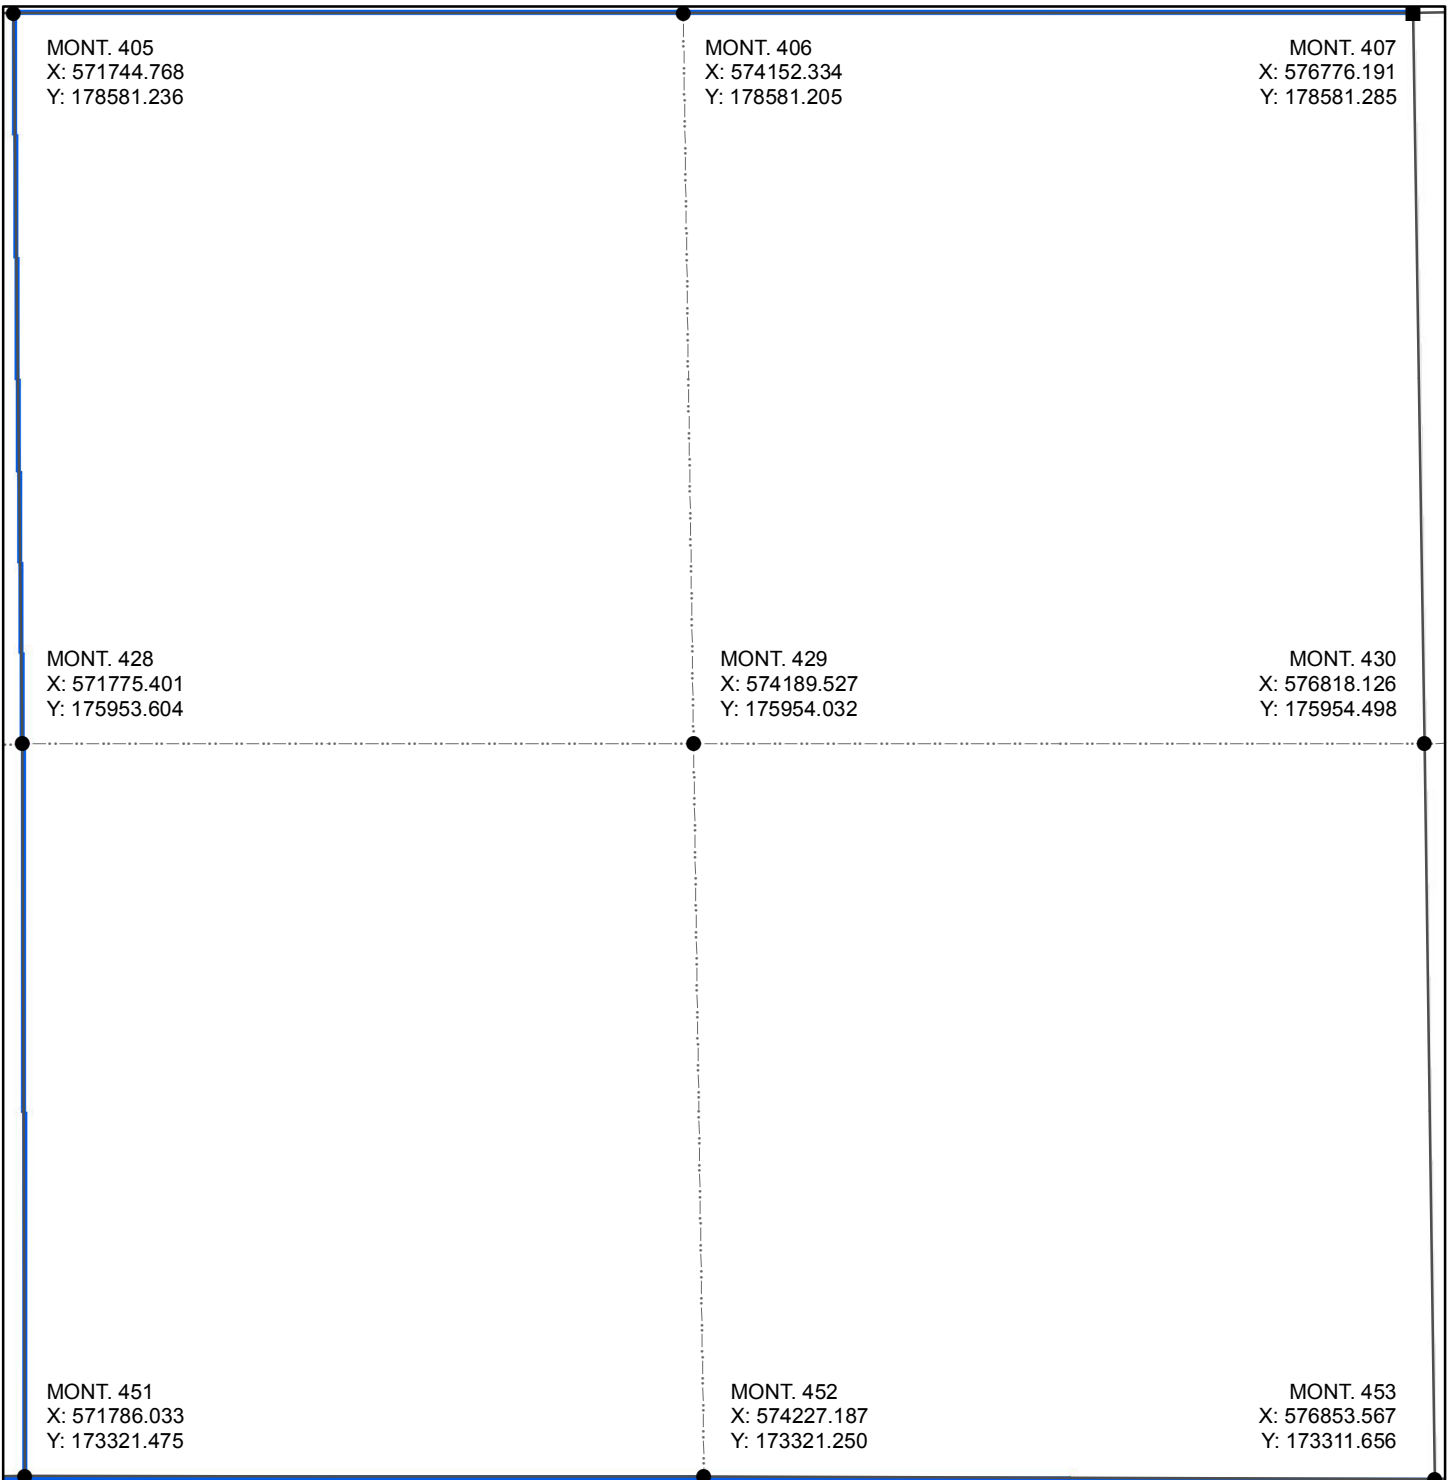 MONT. 405
X: 571744.768
Y: 178581.236
MONT. 406
X: 574152.334
Y: 178581.205
MONT. 407
X: 576776.191
Y: 178581.285
MONT. 428
X: 571775.401
Y: 175953.604
MONT. 429
X: 574189.527
Y: 175954.032
MONT. 430
X: 576818.126
Y: 175954.498
MONT. 451
X: 571786.033
Y: 173321.475
MONT. 452
X: 574227.187
Y: 173321.250
MONT. 453
X: 576853.567
Y: 173311.656